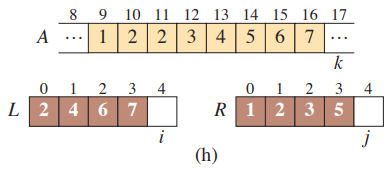 8 9 10 11 12 13 14 15 16 17
A … 1 2 2 3 4 5 6 7 …
k
0 1 2 3 4 0 1 2 3 4
L 2 4 6 7 R 1 2 3 5
i j
(h)